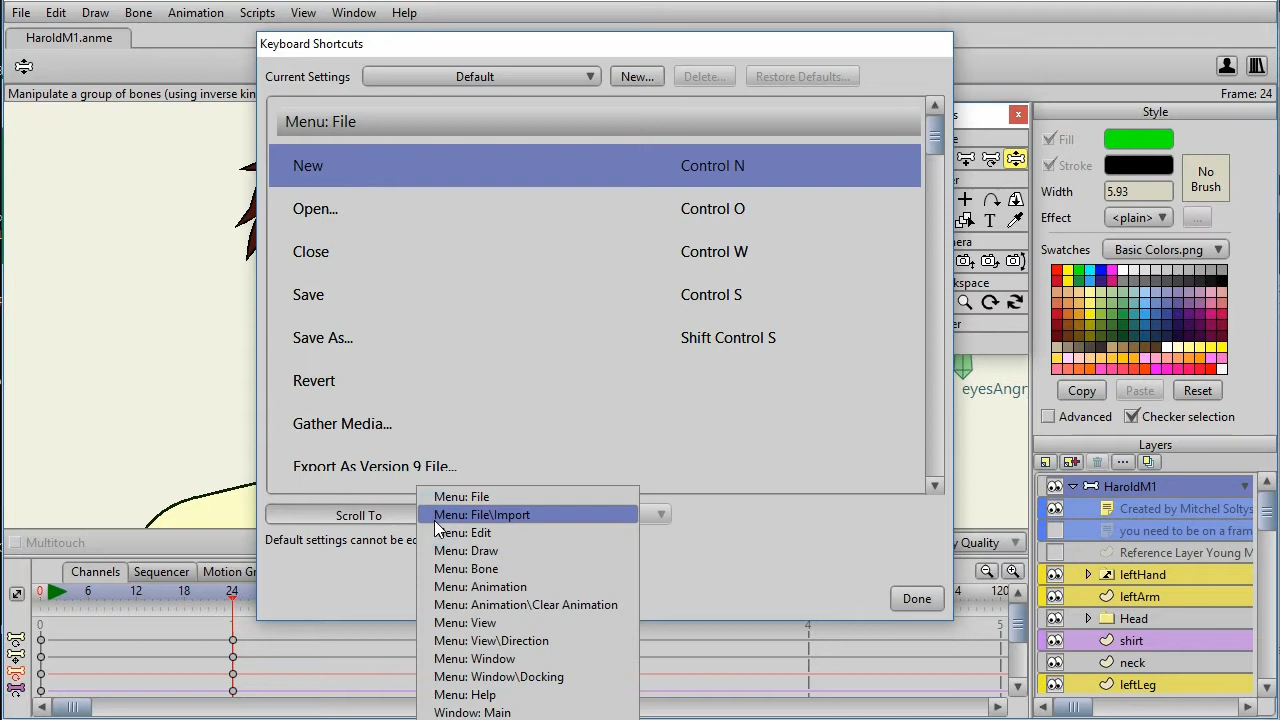 File Edit Draw Bone Animation Scripts View Window Help
HaroldM1.anme
Keyboard Shortcuts
Current Settings Default New... Delete... Restore Defaults...
Manipulate a group of bones (using inverse kin
Frame: 24
Menu: File
New Control N
Open... Control O
Close Control W
Save Control S
Save As... Shift Control S
Revert
Gather Media...
Export As Version 9 File...
Scroll To
Default settings cannot be
Menu: File
Menu: File\Import
Menu: Edit
Menu: Draw
Menu: Bone
Menu: Animation
Menu: Animation\Clear Animation
Menu: View
Menu: View\Direction
Menu: Window
Menu: Window\Docking
Menu: Help
Window: Main
Done
eyesAngr
Style
Fill
Stroke
Width 5.93
No
Brush
Effect <plain> ...
Swatches Basic Colors.png
Copy Paste Reset
Advanced Checker selection
Layers
HaroldM1
Created by Mitchel Soltys
you need to be on a fram
Reference Layer Young M
leftHand
leftArm
Head
shirt
neck
leftLeg
Multitouch
Quality
Channels Sequencer Motion Gr
0 6 12 18 24 120
0 4 5